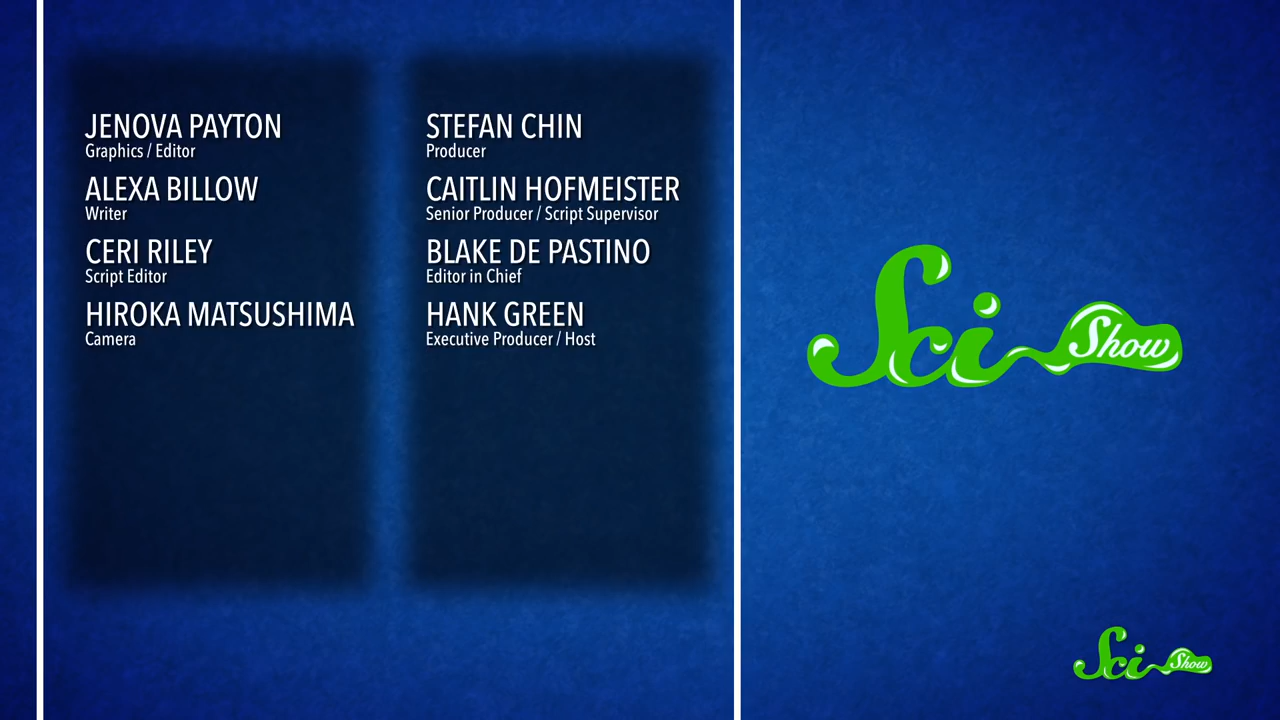 JENOVA PAYTON
Graphics / Editor
ALEXA BILLOW
Writer
CERI RILEY
Script Editor
HIROKA MATSUSHIMA
Camera
STEFAN CHIN
Producer
CAITLIN HOFMEISTER
Senior Producer / Script Supervisor
BLAKE DE PASTINO
Editor in Chief
HANK GREEN
Executive Producer / Host
Sci Show
Sci Show